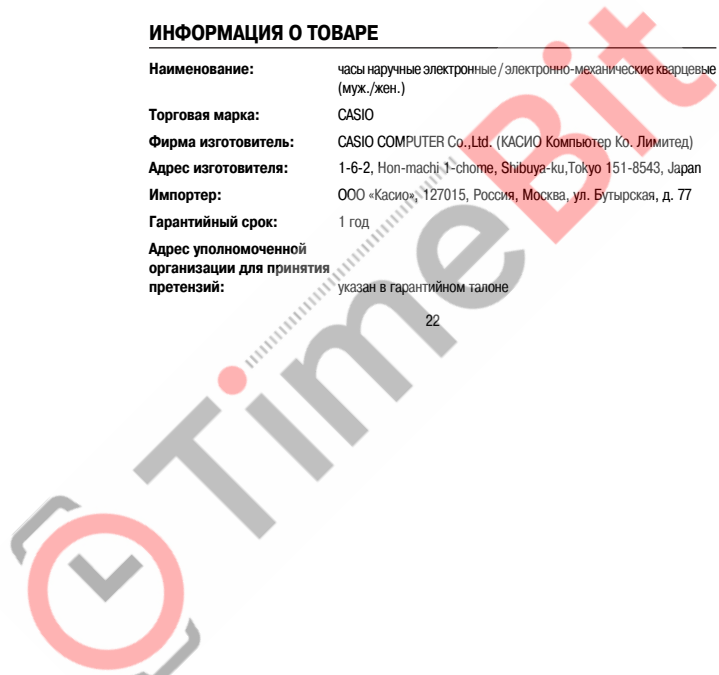 ИНФОРМАЦИЯ О ТОВАРЕ
Наименование: часы наручные электронные / электронно-механические кварцевые
(муж./жен.)
Торговая марка: CASIO
Фирма изготовитель: CASIO COMPUTER Co.,Ltd. (КАСИО Компьютер Ко. Лимитед)
Адрес изготовителя: 1-6-2, Hon-machi 1-chome, Shibuya-ku,Tokyo 151-8543, Japan
Импортер: ООО «Касио», 127015, Россия, Москва, ул. Бутырская, д. 77
Гарантийный срок: 1 год
Адрес уполномоченной
организации для принятия
претензий: указан в гарантийном талоне
22
TimeBit